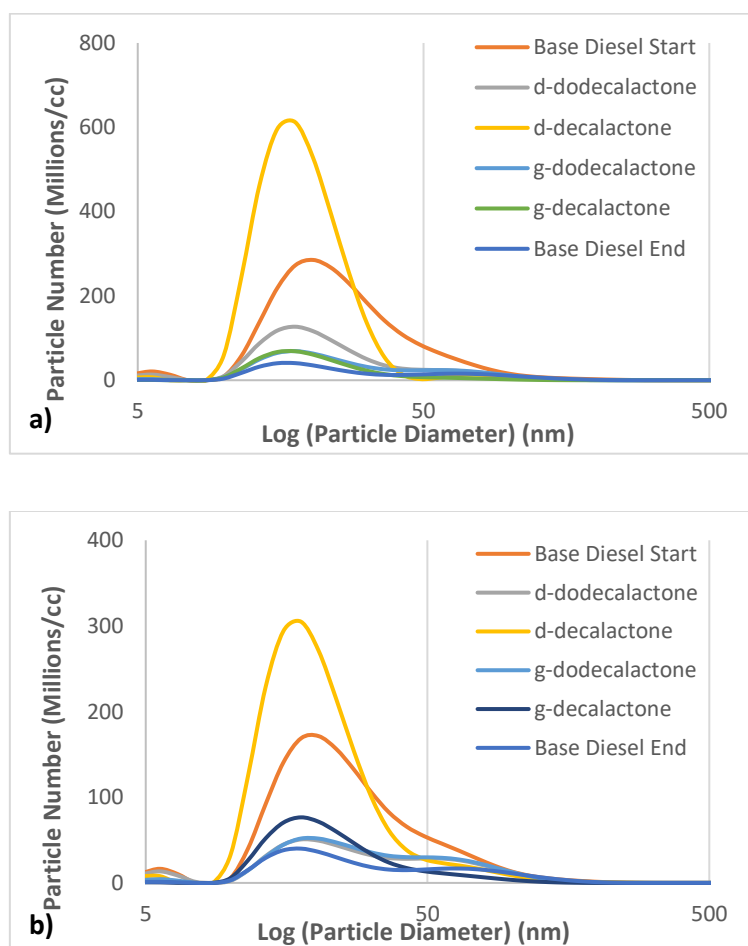 800
600
400
200
0
Particle Number (Millions/cc)
Base Diesel Start
d-dodecalactone
d-decalactone
g-dodecalactone
g-decalactone
Base Diesel End
5
50
500
a)
Log (Particle Diameter) (nm)
400
300
200
100
0
Particle Number (Millions/cc)
Base Diesel Start
d-dodecalactone
d-decalactone
g-dodecalactone
g-decalactone
Base Diesel End
5
50
500
b)
Log (Particle Diameter) (nm)